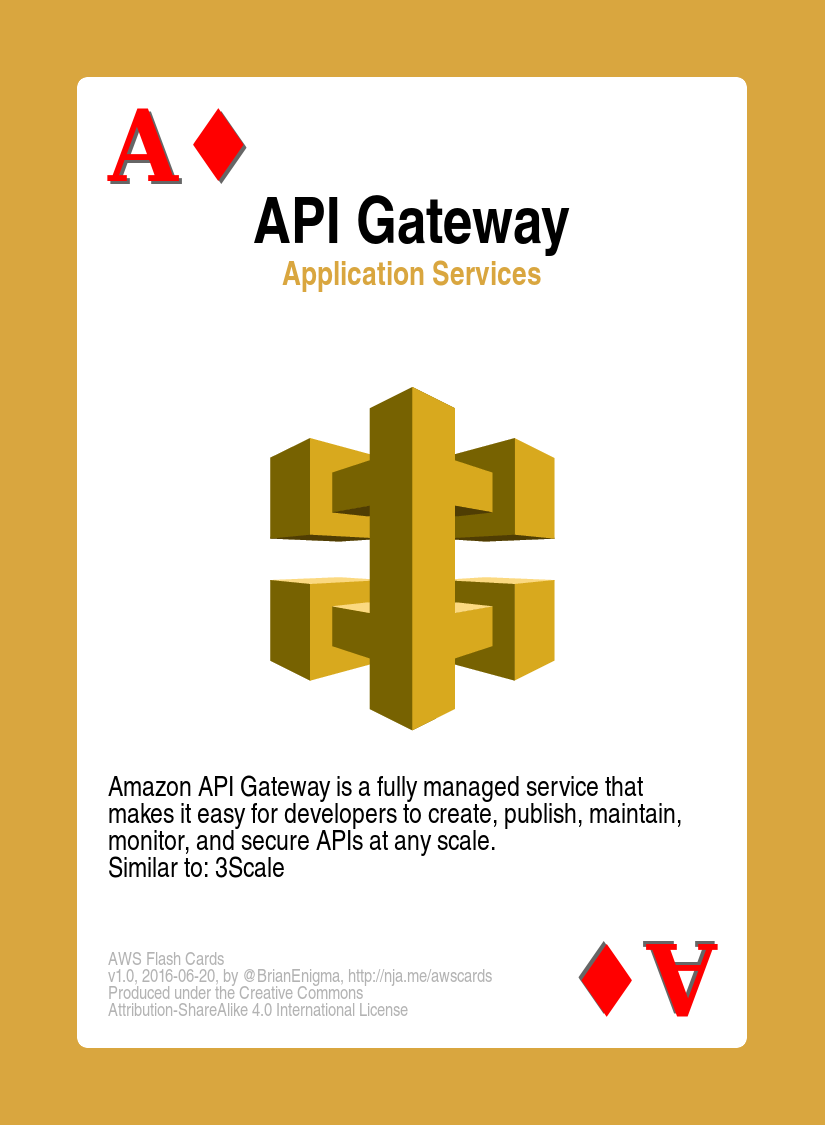 A♦
API Gateway
Application Services
Amazon API Gateway is a fully managed service that
makes it easy for developers to create, publish, maintain,
monitor, and secure APIs at any scale.
Similar to: 3Scale
AWS Flash Cards
v1.0, 2016-06-20, by @BrianEnigma, http://nja.me/awscards
Produced under the Creative Commons
Attribution-ShareAlike 4.0 International License
A♦